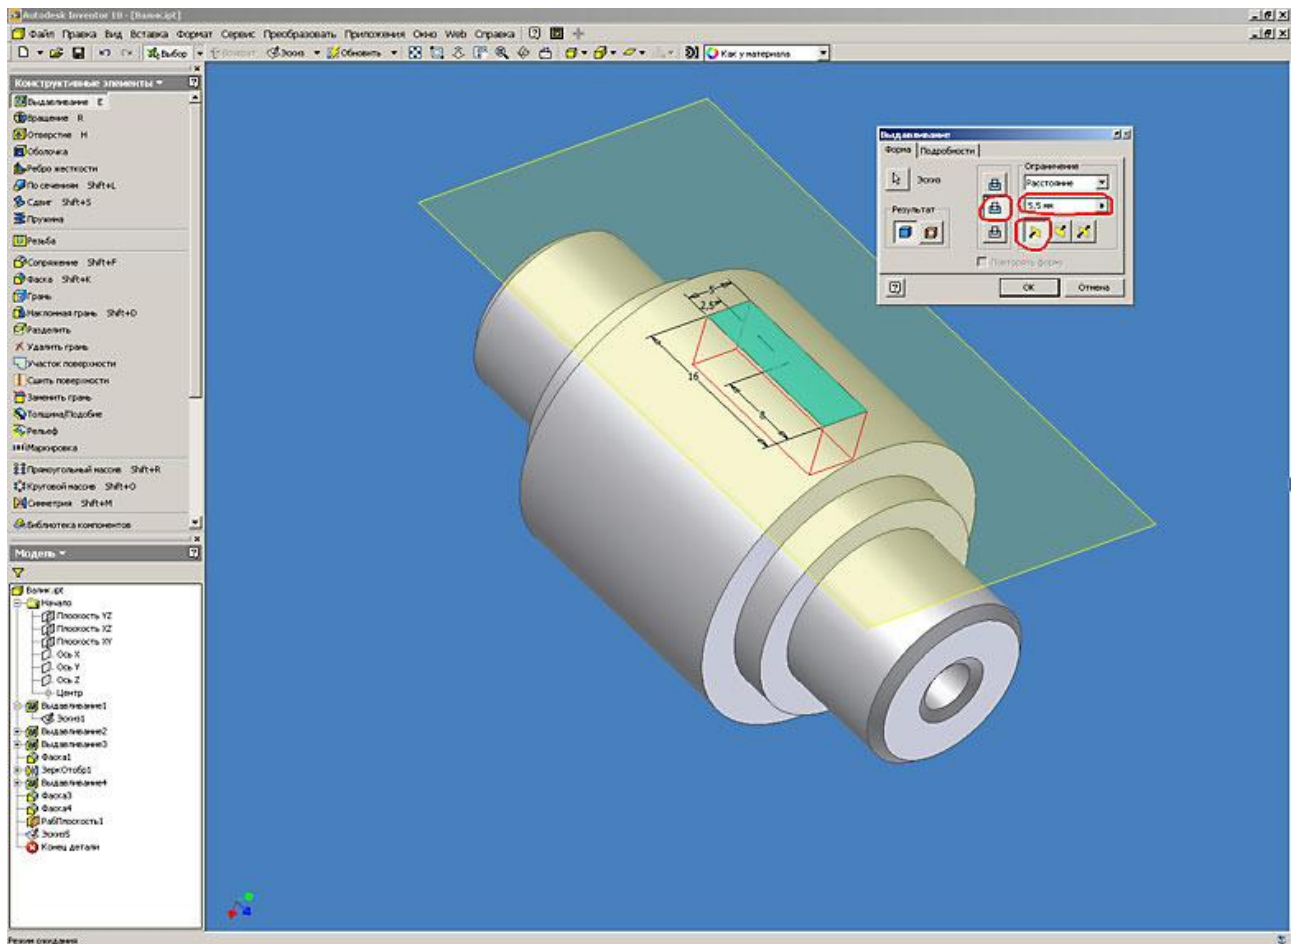 Autodesk Inventor 10 - [Валик.ipt]
Файл Правка Вид Вставка Формат Сервис Преобразовать Приложения Окно Web Справка
Выбор Возврат Эскиз Обновить Как у материала
Конструктивные элементы
Выдавливание E
Вращение R
Отверстие H
Оболочка
Ребро жесткости
По сечениям Shift+L
Сдвиг Shift+S
Пружина
Резьба
Сопряжение Shift+F
Фаска Shift+K
Грань
Наклонная грань Shift+D
Разделить
Удалить грань
Участок поверхности
Сшить поверхности
Заменить грань
Толщина/Подобие
Рельеф
Маркировка
Прямоугольный массив Shift+R
Круговой массив Shift+O
Симметрия Shift+M
Библиотека компонентов
Модель
Валик.ipt
Начало
Плоскость YZ
Плоскость XZ
Плоскость XY
Ось X
Ось Y
Ось Z
Центр
Выдавливание1
Эскиз1
Выдавливание2
Выдавливание3
Фаска1
ЗеркОтобр1
Выдавливание4
Фаска3
Фаска4
РабПлоскость1
Эскиз5
Конец детали
5
2,5
16
8
Выдавливание
Форма Подробности
Эскиз
Ограничение
Расстояние
5,5 мм
Результат
Повторять форму
OK Отмена
Режим ожидания